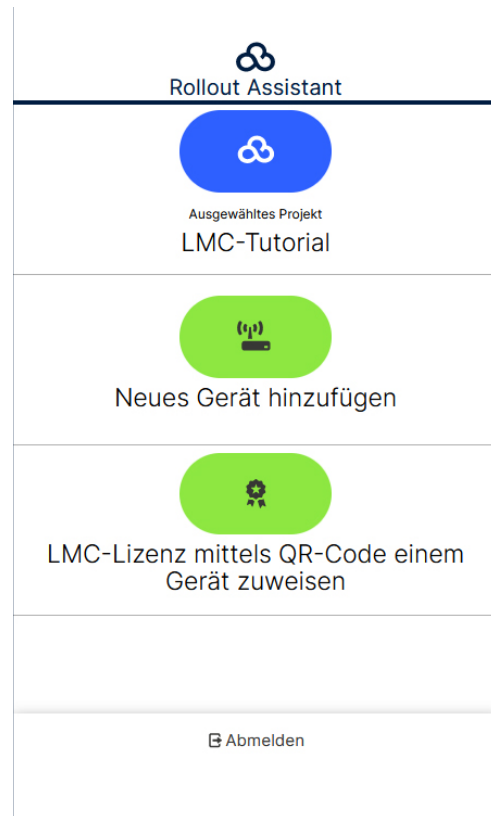 Rollout Assistant
Ausgewähltes Projekt
LMC-Tutorial
Neues Gerät hinzufügen
LMC-Lizenz mittels QR-Code einem
Gerät zuweisen
Abmelden